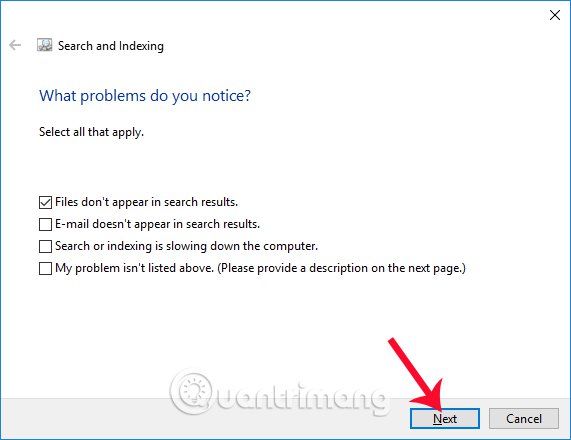 Search and Indexing
What problems do you notice?
Select all that apply.
Files don't appear in search results.
E-mail doesn't appear in search results.
Search or indexing is slowing down the computer.
My problem isn't listed above. (Please provide a description on the next page.)
Quantrimang
Next
Cancel